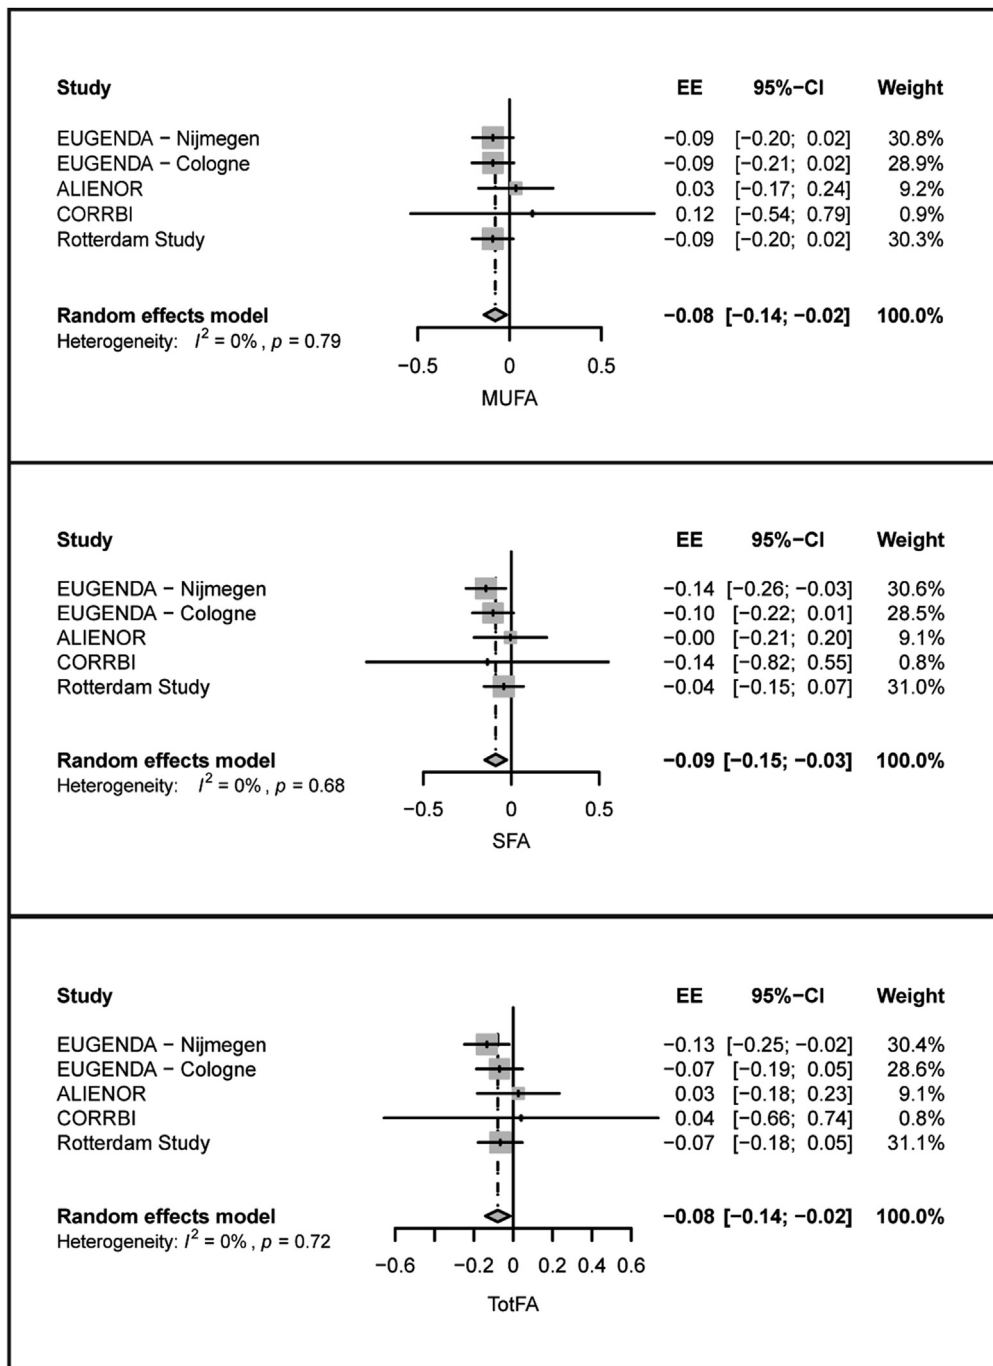 Study EE 95%−CI Weight
EUGENDA − Nijmegen −0.09 [−0.20; 0.02] 30.8%
EUGENDA − Cologne −0.09 [−0.21; 0.02] 28.9%
ALIENOR 0.03 [−0.17; 0.24] 9.2%
CORRBI 0.12 [−0.54; 0.79] 0.9%
Rotterdam Study −0.09 [−0.20; 0.02] 30.3%
Random effects model −0.08 [−0.14; −0.02] 100.0%
Heterogeneity: I² = 0%, p = 0.79
−0.5 0 0.5
MUFA
Study EE 95%−CI Weight
EUGENDA − Nijmegen −0.14 [−0.26; −0.03] 30.6%
EUGENDA − Cologne −0.10 [−0.22; 0.01] 28.5%
ALIENOR −0.00 [−0.21; 0.20] 9.1%
CORRBI −0.14 [−0.82; 0.55] 0.8%
Rotterdam Study −0.04 [−0.15; 0.07] 31.0%
Random effects model −0.09 [−0.15; −0.03] 100.0%
Heterogeneity: I² = 0%, p = 0.68
−0.5 0 0.5
SFA
Study EE 95%−CI Weight
EUGENDA − Nijmegen −0.13 [−0.25; −0.02] 30.4%
EUGENDA − Cologne −0.07 [−0.19; 0.05] 28.6%
ALIENOR 0.03 [−0.18; 0.23] 9.1%
CORRBI 0.04 [−0.66; 0.74] 0.8%
Rotterdam Study −0.07 [−0.18; 0.05] 31.1%
Random effects model −0.08 [−0.14; −0.02] 100.0%
Heterogeneity: I² = 0%, p = 0.72
−0.6 −0.2 0 0.2 0.4 0.6
TotFA